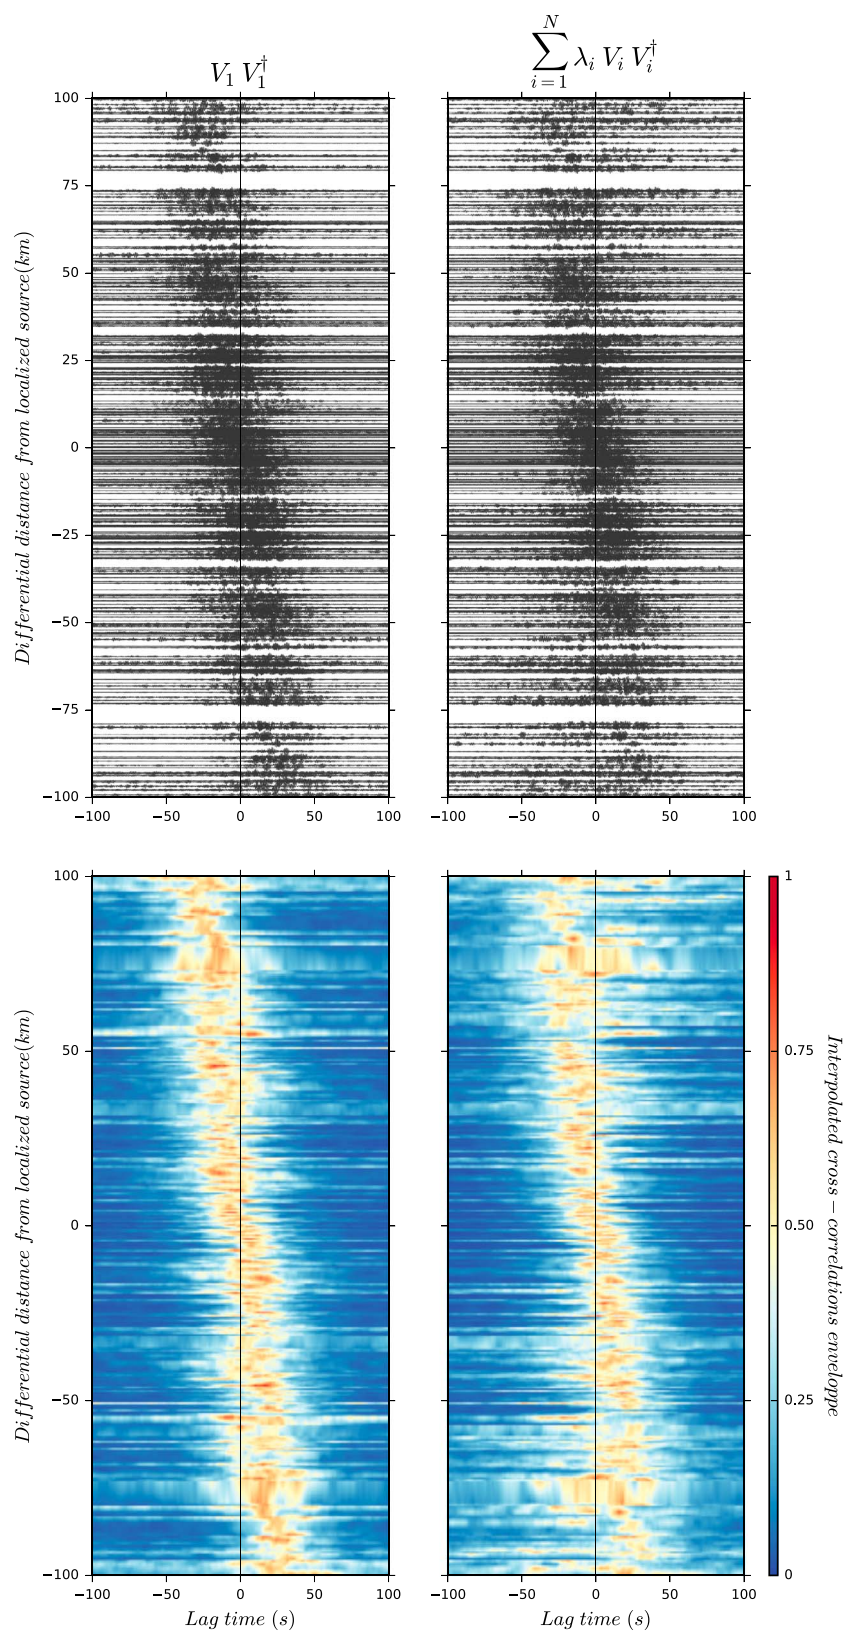 V₁ V₁†
∑ᵢ₌₁ᴺ λᵢ Vᵢ Vᵢ†
Differential distance from localized source(km)
100
75
50
25
0
−25
−50
−75
−100
−100 −50 0 50 100
−100 −50 0 50 100
Differential distance from localized source(km)
100
50
0
−50
−100
−100 −50 0 50 100
Lag time (s)
−100 −50 0 50 100
Lag time (s)
1
0.75
0.50
0.25
0
Interpolated cross − correlations enveloppe